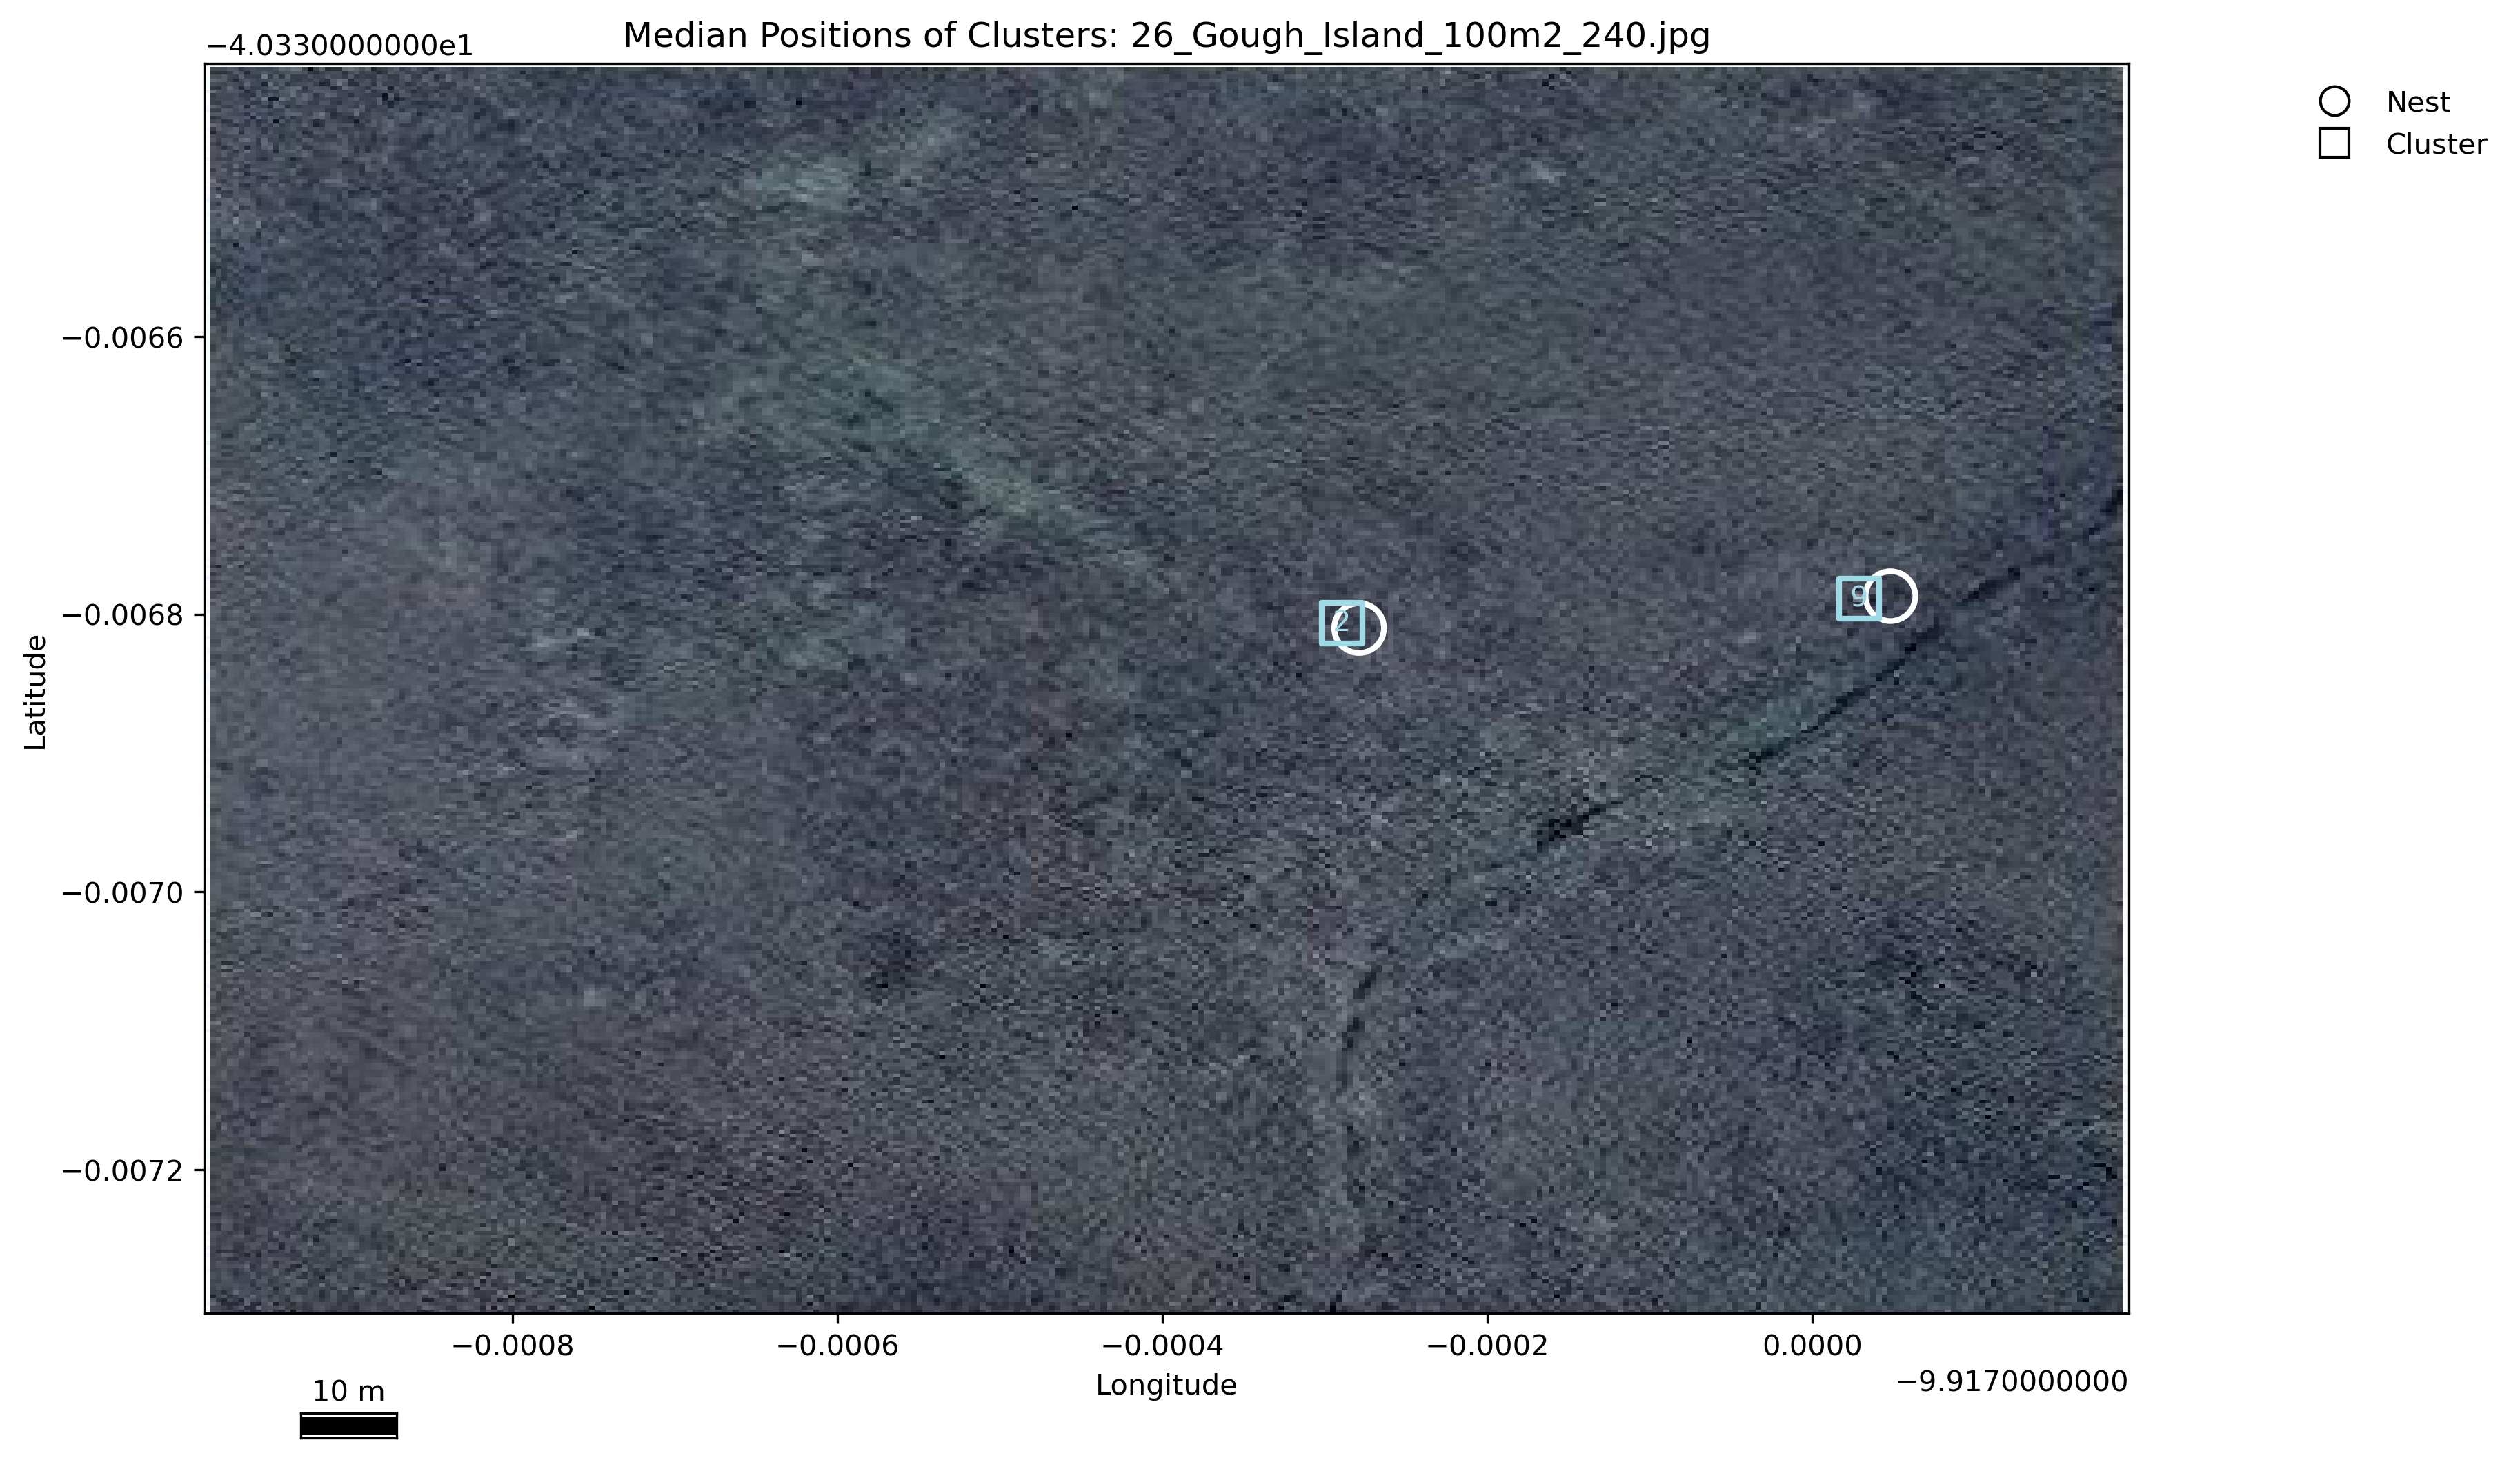 Median Positions of Clusters: 26_Gough_Island_100m2_240.jpg
−4.0330000000e1
Nest
Cluster
−0.0066
−0.0068
−0.0070
−0.0072
Latitude
2
9
−0.0008
−0.0006
−0.0004
−0.0002
0.0000
Longitude
−9.9170000000
10 m